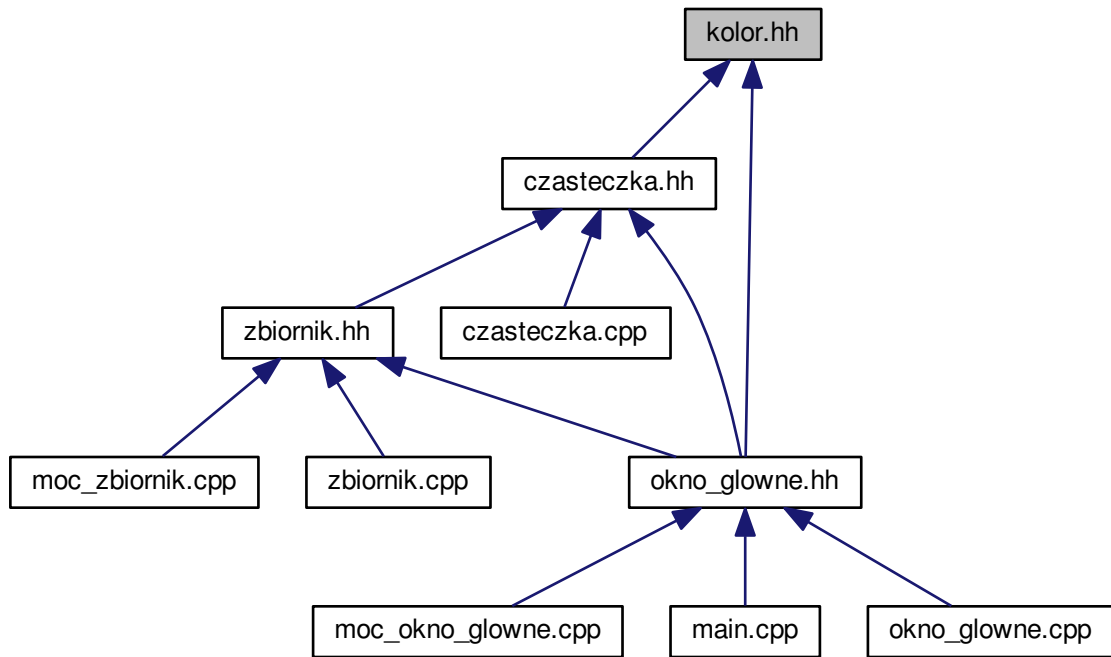 kolor.hh
czasteczka.hh
zbiornik.hh
czasteczka.cpp
moc_zbiornik.cpp
zbiornik.cpp
okno_glowne.hh
moc_okno_glowne.cpp
main.cpp
okno_glowne.cpp